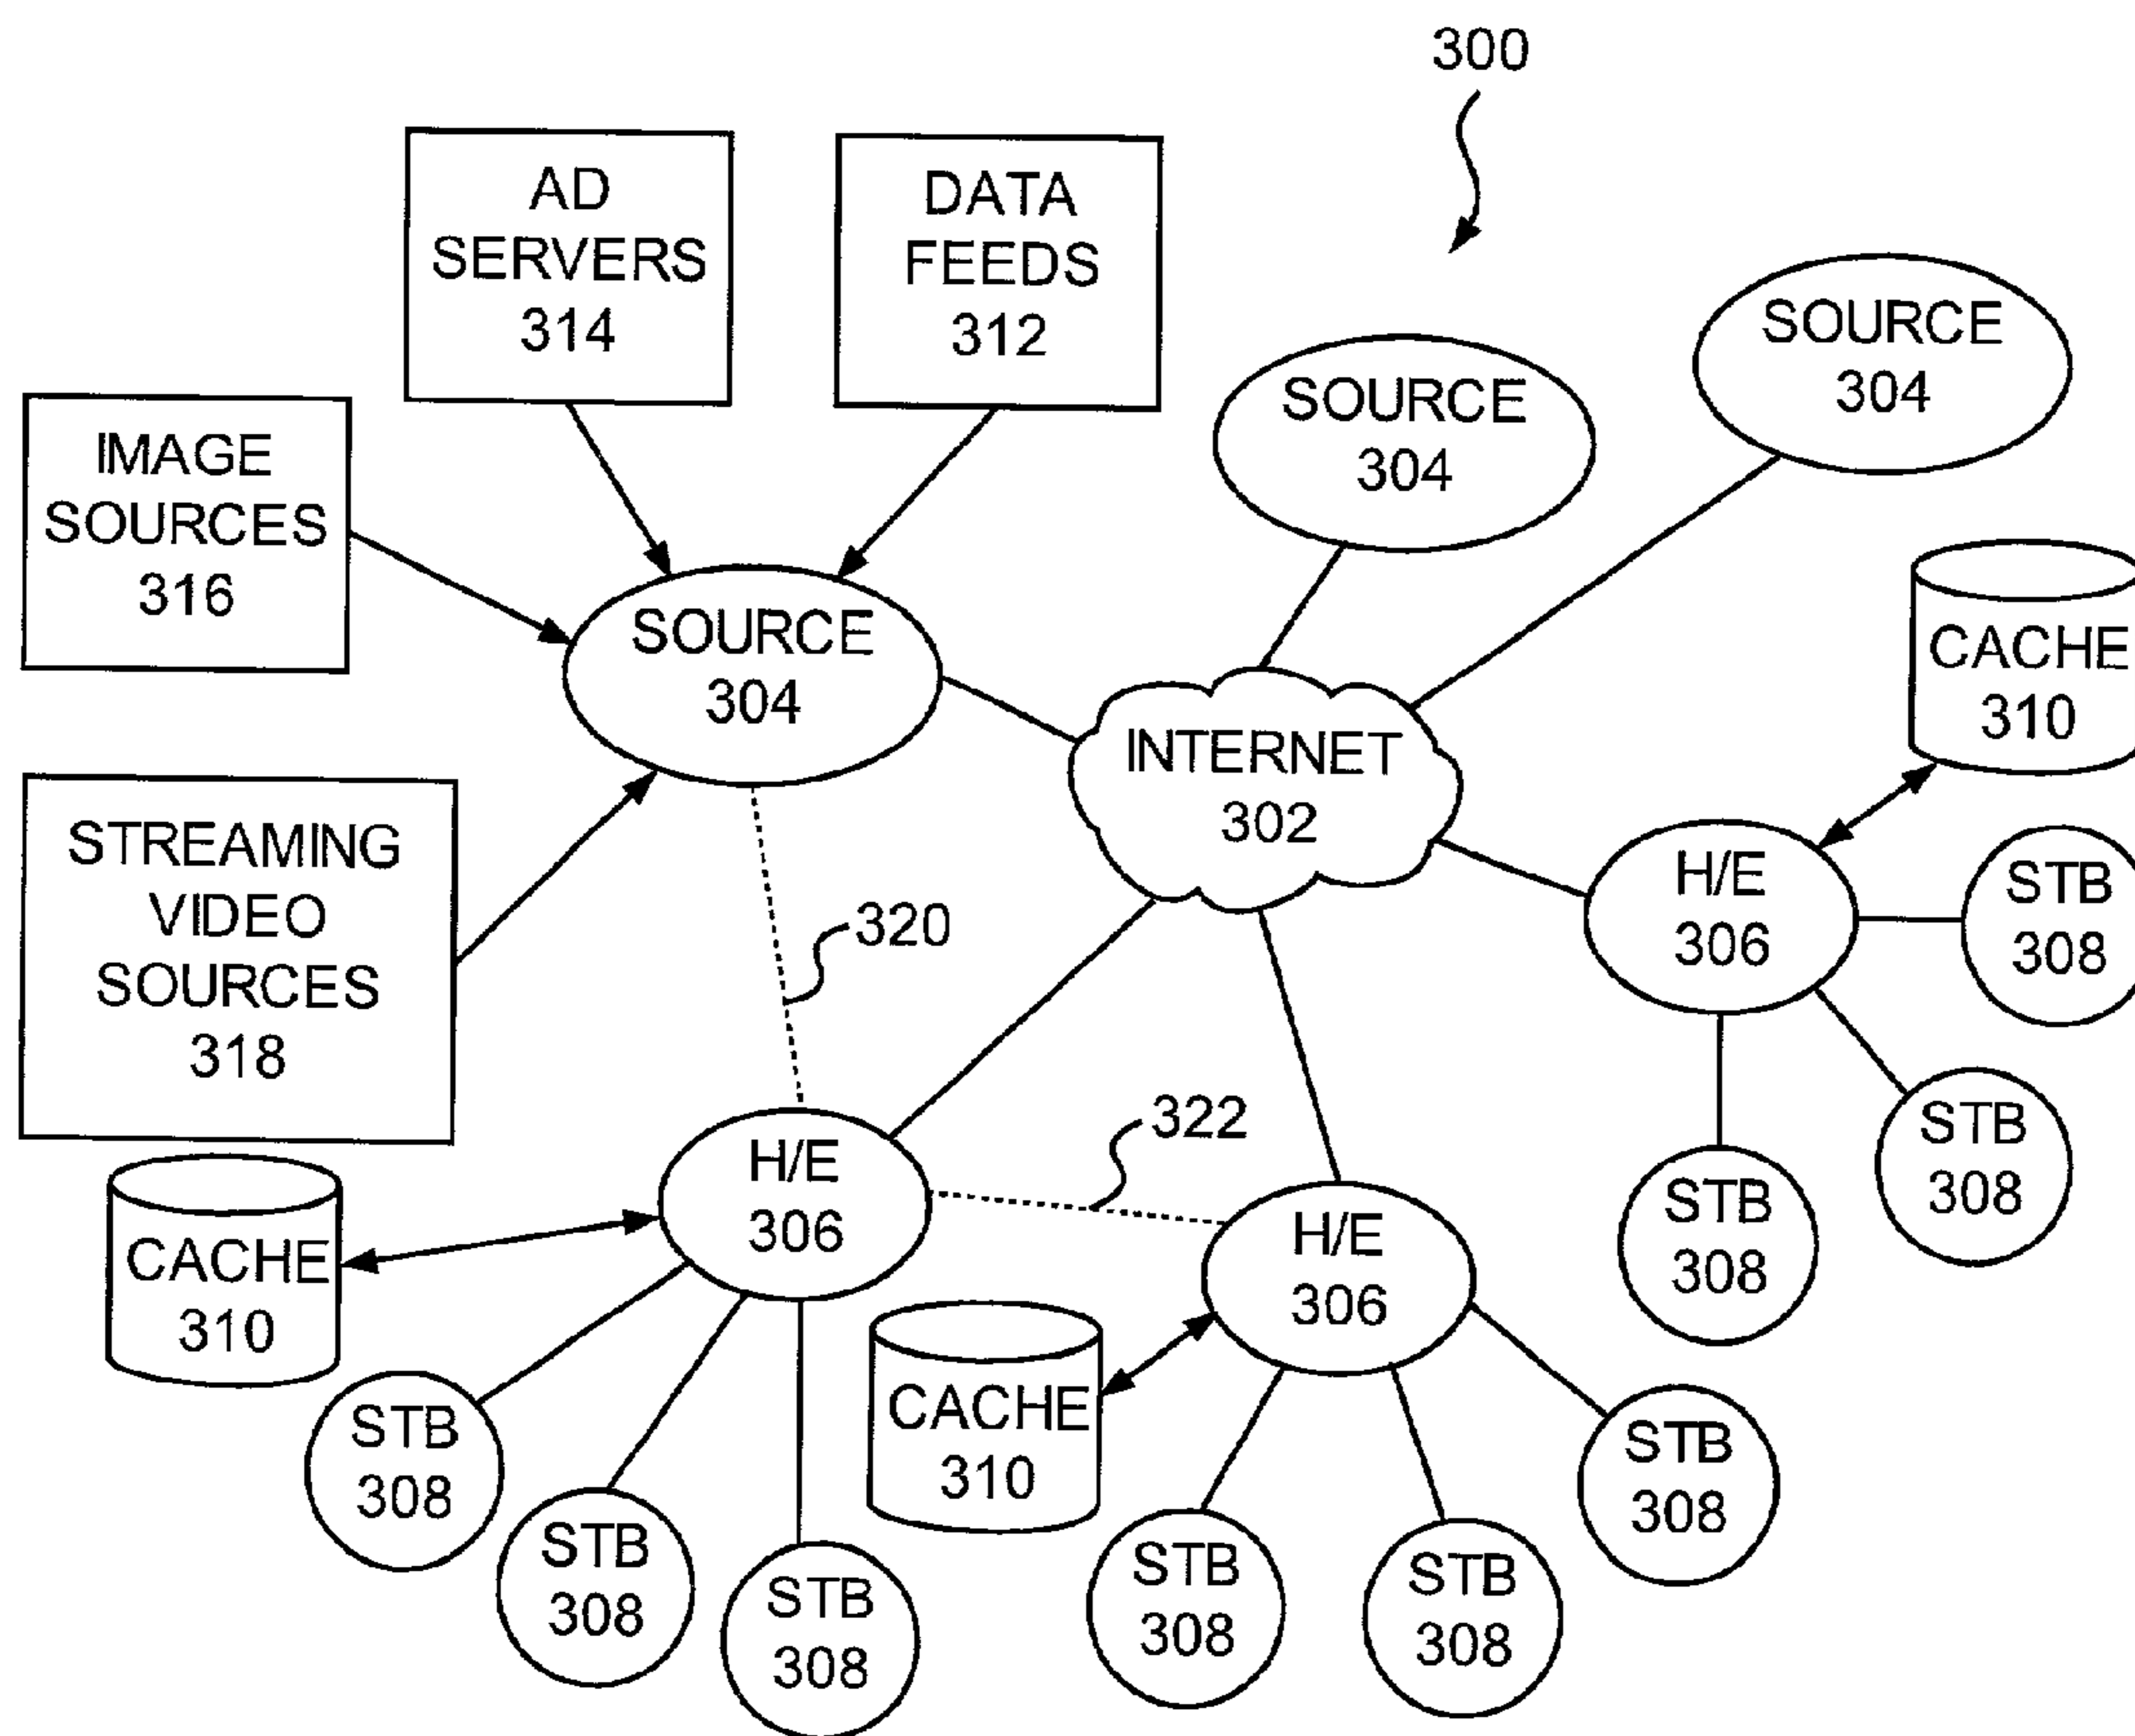 300
AD
SERVERS
314
DATA
FEEDS
312
SOURCE
304
SOURCE
304
IMAGE
SOURCES
316
SOURCE
304
CACHE
310
INTERNET
302
STREAMING
VIDEO
SOURCES
318
H/E
306
STB
308
320
STB
308
322
STB
308
H/E
306
H/E
306
CACHE
310
CACHE
310
STB
308
STB
308
STB
308
STB
308
STB
308
STB
308